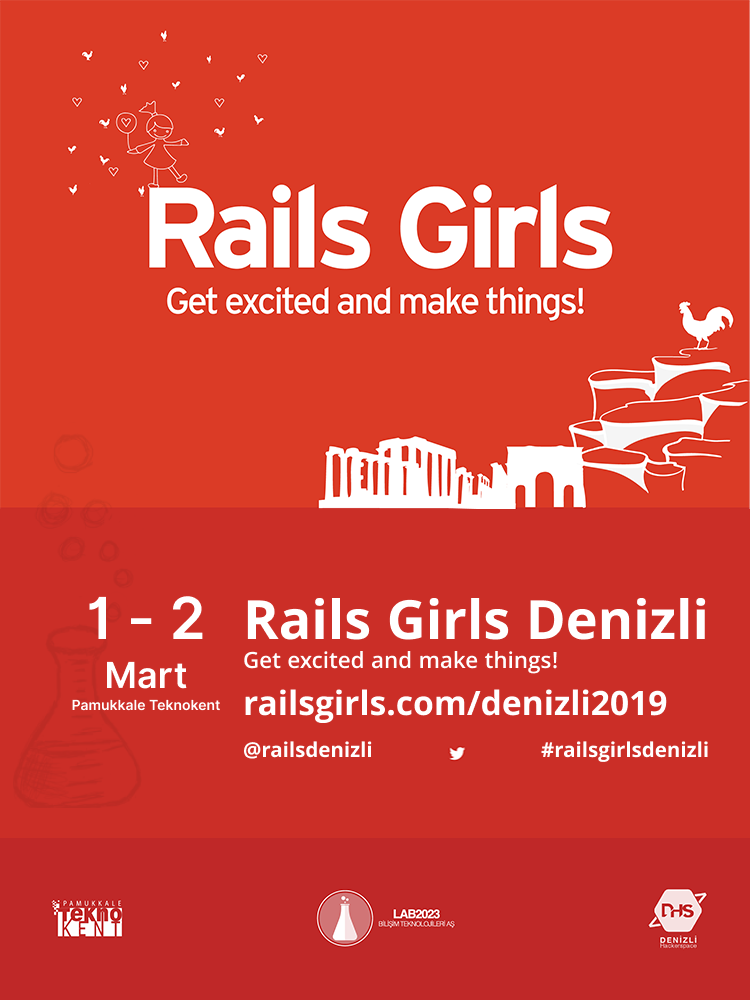 Rails Girls
Get excited and make things!
1 - 2
Mart
Pamukkale Teknokent
Rails Girls Denizli
Get excited and make things!
railsgirls.com/denizli2019
@railsdenizli
#railsgirlsdenizli
PAMUKKALE
Tekno
KENT
LAB2023
BİLİŞİM TEKNOLOJİLERİ AŞ
DHS
DENİZLİ
Hackerspace